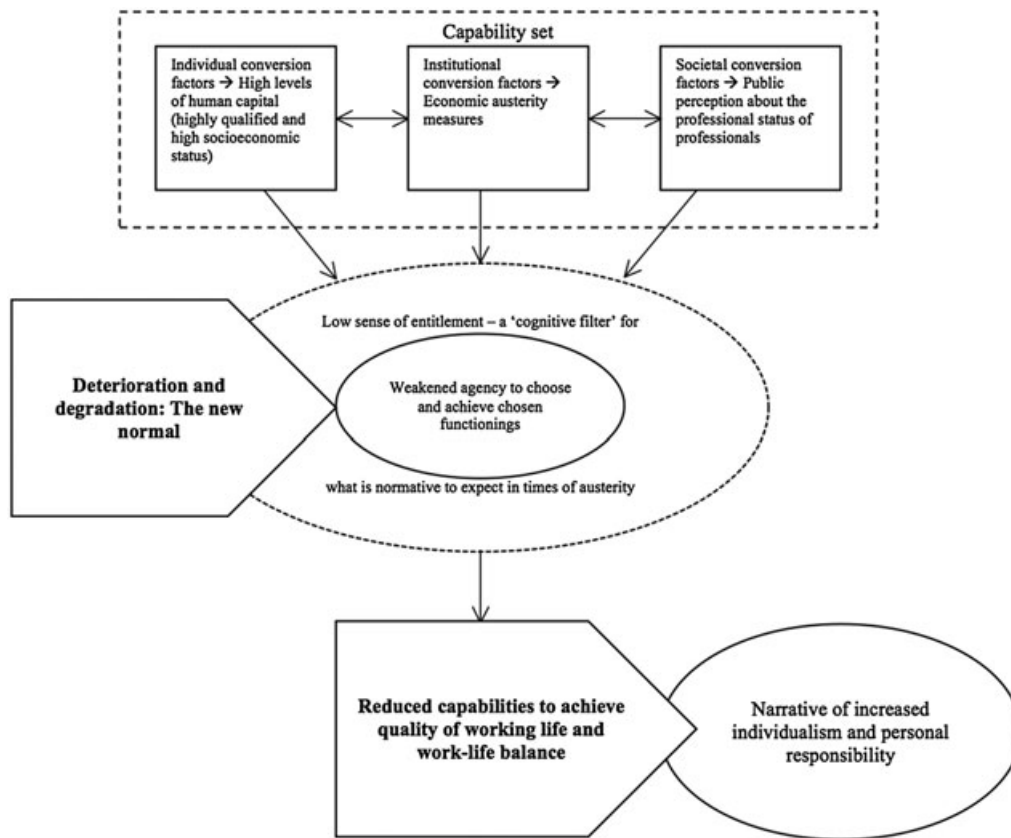 Capability set
Individual conversion
factors → High levels
of human capital
(highly qualified and
high socioeconomic
status)
Institutional
conversion factors →
Economic austerity
measures
Societal conversion
factors → Public
perception about the
professional status of
professionals
Low sense of entitlement – a ‘cognitive filter’ for
Deterioration and
degradation: The new
normal
Weakened agency to choose
and achieve chosen
functionings
what is normative to expect in times of austerity
Reduced capabilities to achieve
quality of working life and
work-life balance
Narrative of increased
individualism and personal
responsibility